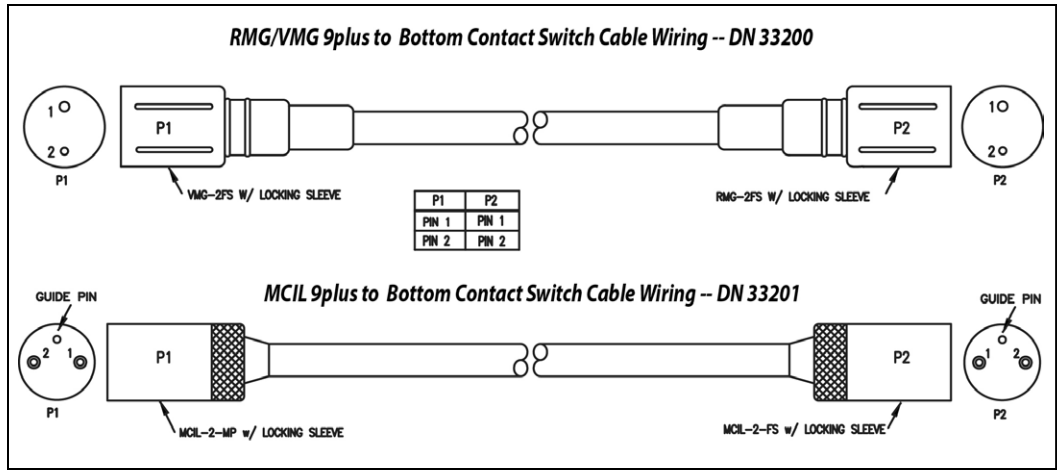 RMG/VMG 9plus to Bottom Contact Switch Cable Wiring -- DN 33200
1
2
P1
P1
P2
1
2
P2
VMG-2FS W/ LOCKING SLEEVE
RMG-2FS W/ LOCKING SLEEVE
P1 P2
PIN 1 PIN 1
PIN 2 PIN 2
MCIL 9plus to Bottom Contact Switch Cable Wiring -- DN 33201
GUIDE PIN
GUIDE PIN
2 1
P1
P1
P2
1 2
P2
MCIL-2-MP w/ LOCKING SLEEVE
MCIL-2-FS w/ LOCKING SLEEVE